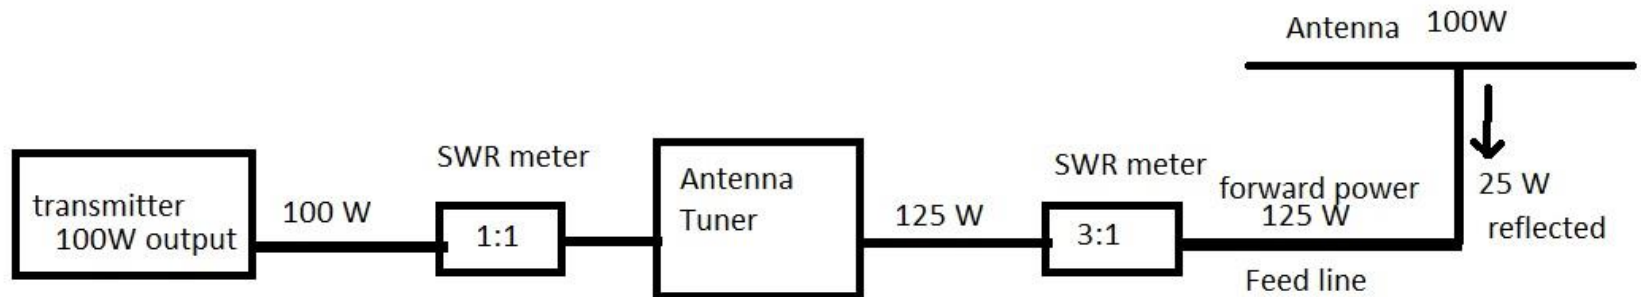 Antenna 100W
SWR meter
SWR meter
transmitter
100W output
100 W
1:1
Antenna
Tuner
125 W
3:1
forward power
125 W
25 W
reflected
Feed line